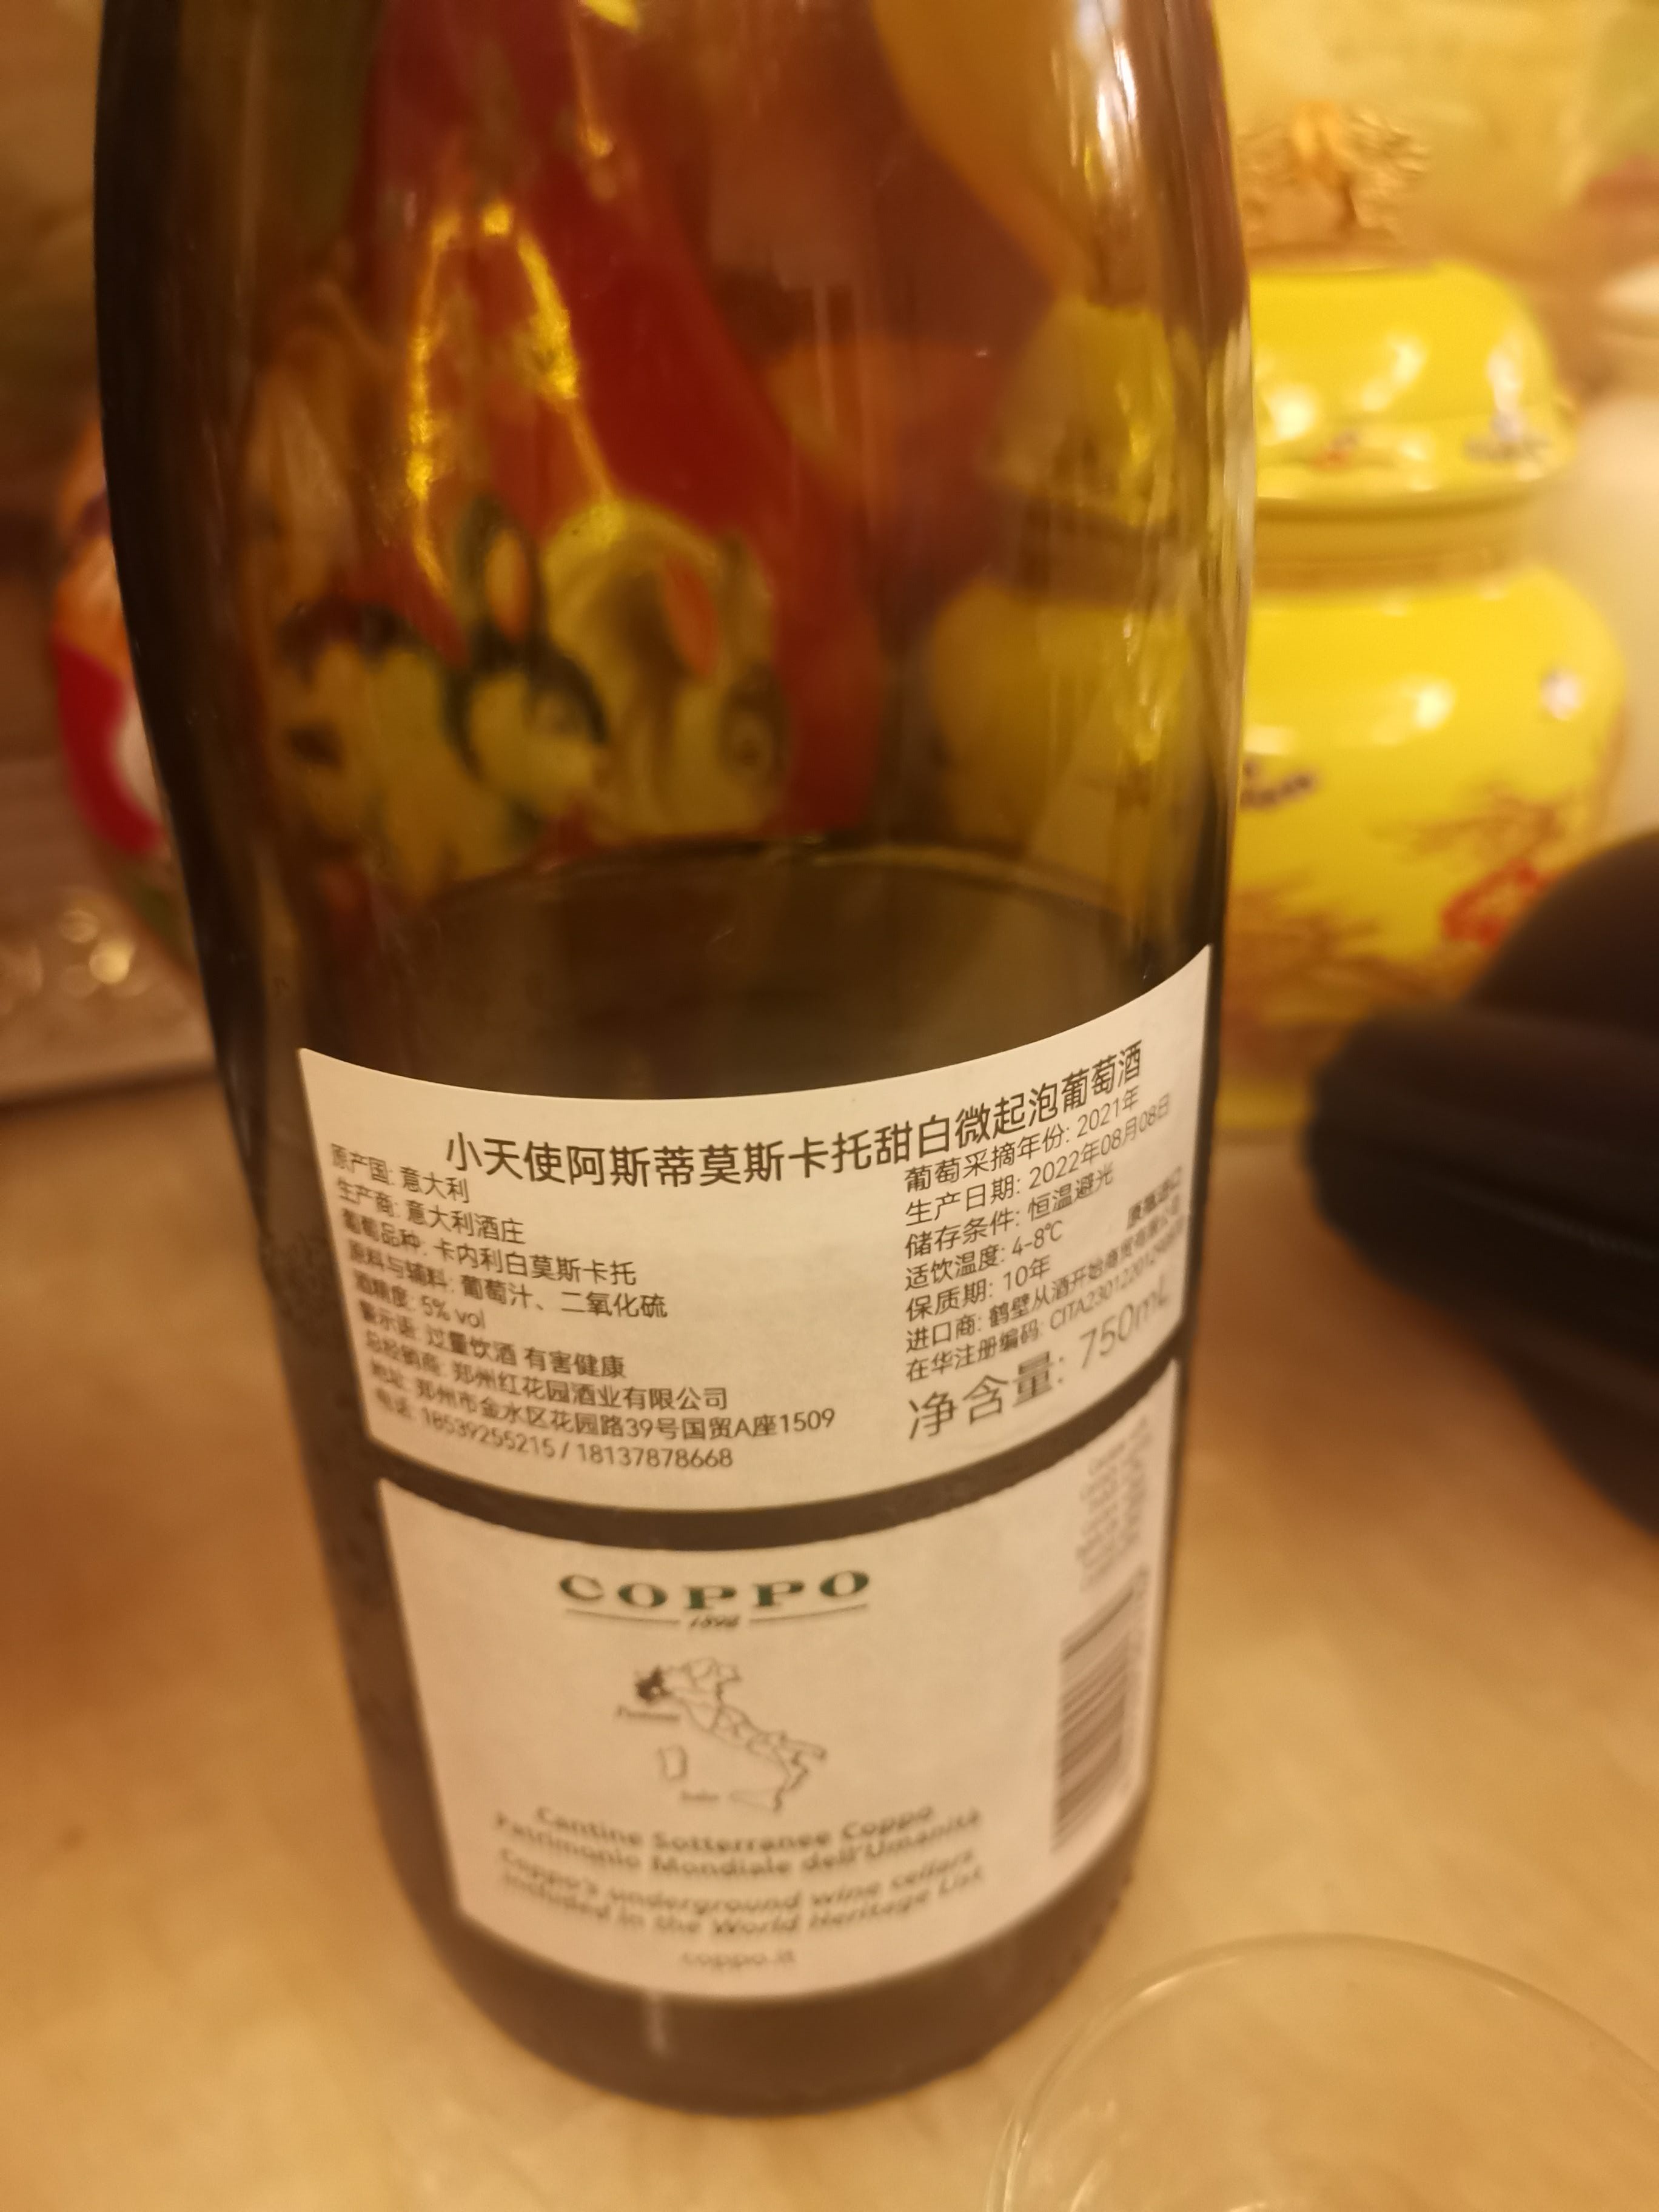 小天使阿斯蒂莫斯卡托甜白微起泡葡萄酒
原产国: 意大利
生产商: 意大利酒庄
葡萄品种: 卡内利白莫斯卡托
原料与辅料: 葡萄汁、二氧化硫
酒精度: 5% vol
警示语: 过量饮酒 有害健康
总经销商: 郑州红花园酒业有限公司
地址: 郑州市金水区花园路39号国贸A座1509
电话: 18539255215 / 18137878668
葡萄采摘年份: 2021年
生产日期: 2022年08月08日
储存条件: 恒温避光
适饮温度: 4-8℃
保质期: 10年
原瓶进口
进口商: 鹤壁从酒开始商贸有限公司
在华注册编码:
净含量: 750mL
COPPO
1892
Piemonte
Italia
Cantine Sotterranee Coppo
Patrimonio Mondiale dell'Umanità
Coppo's underground wine cellars
included in the World Heritage List
coppo.it